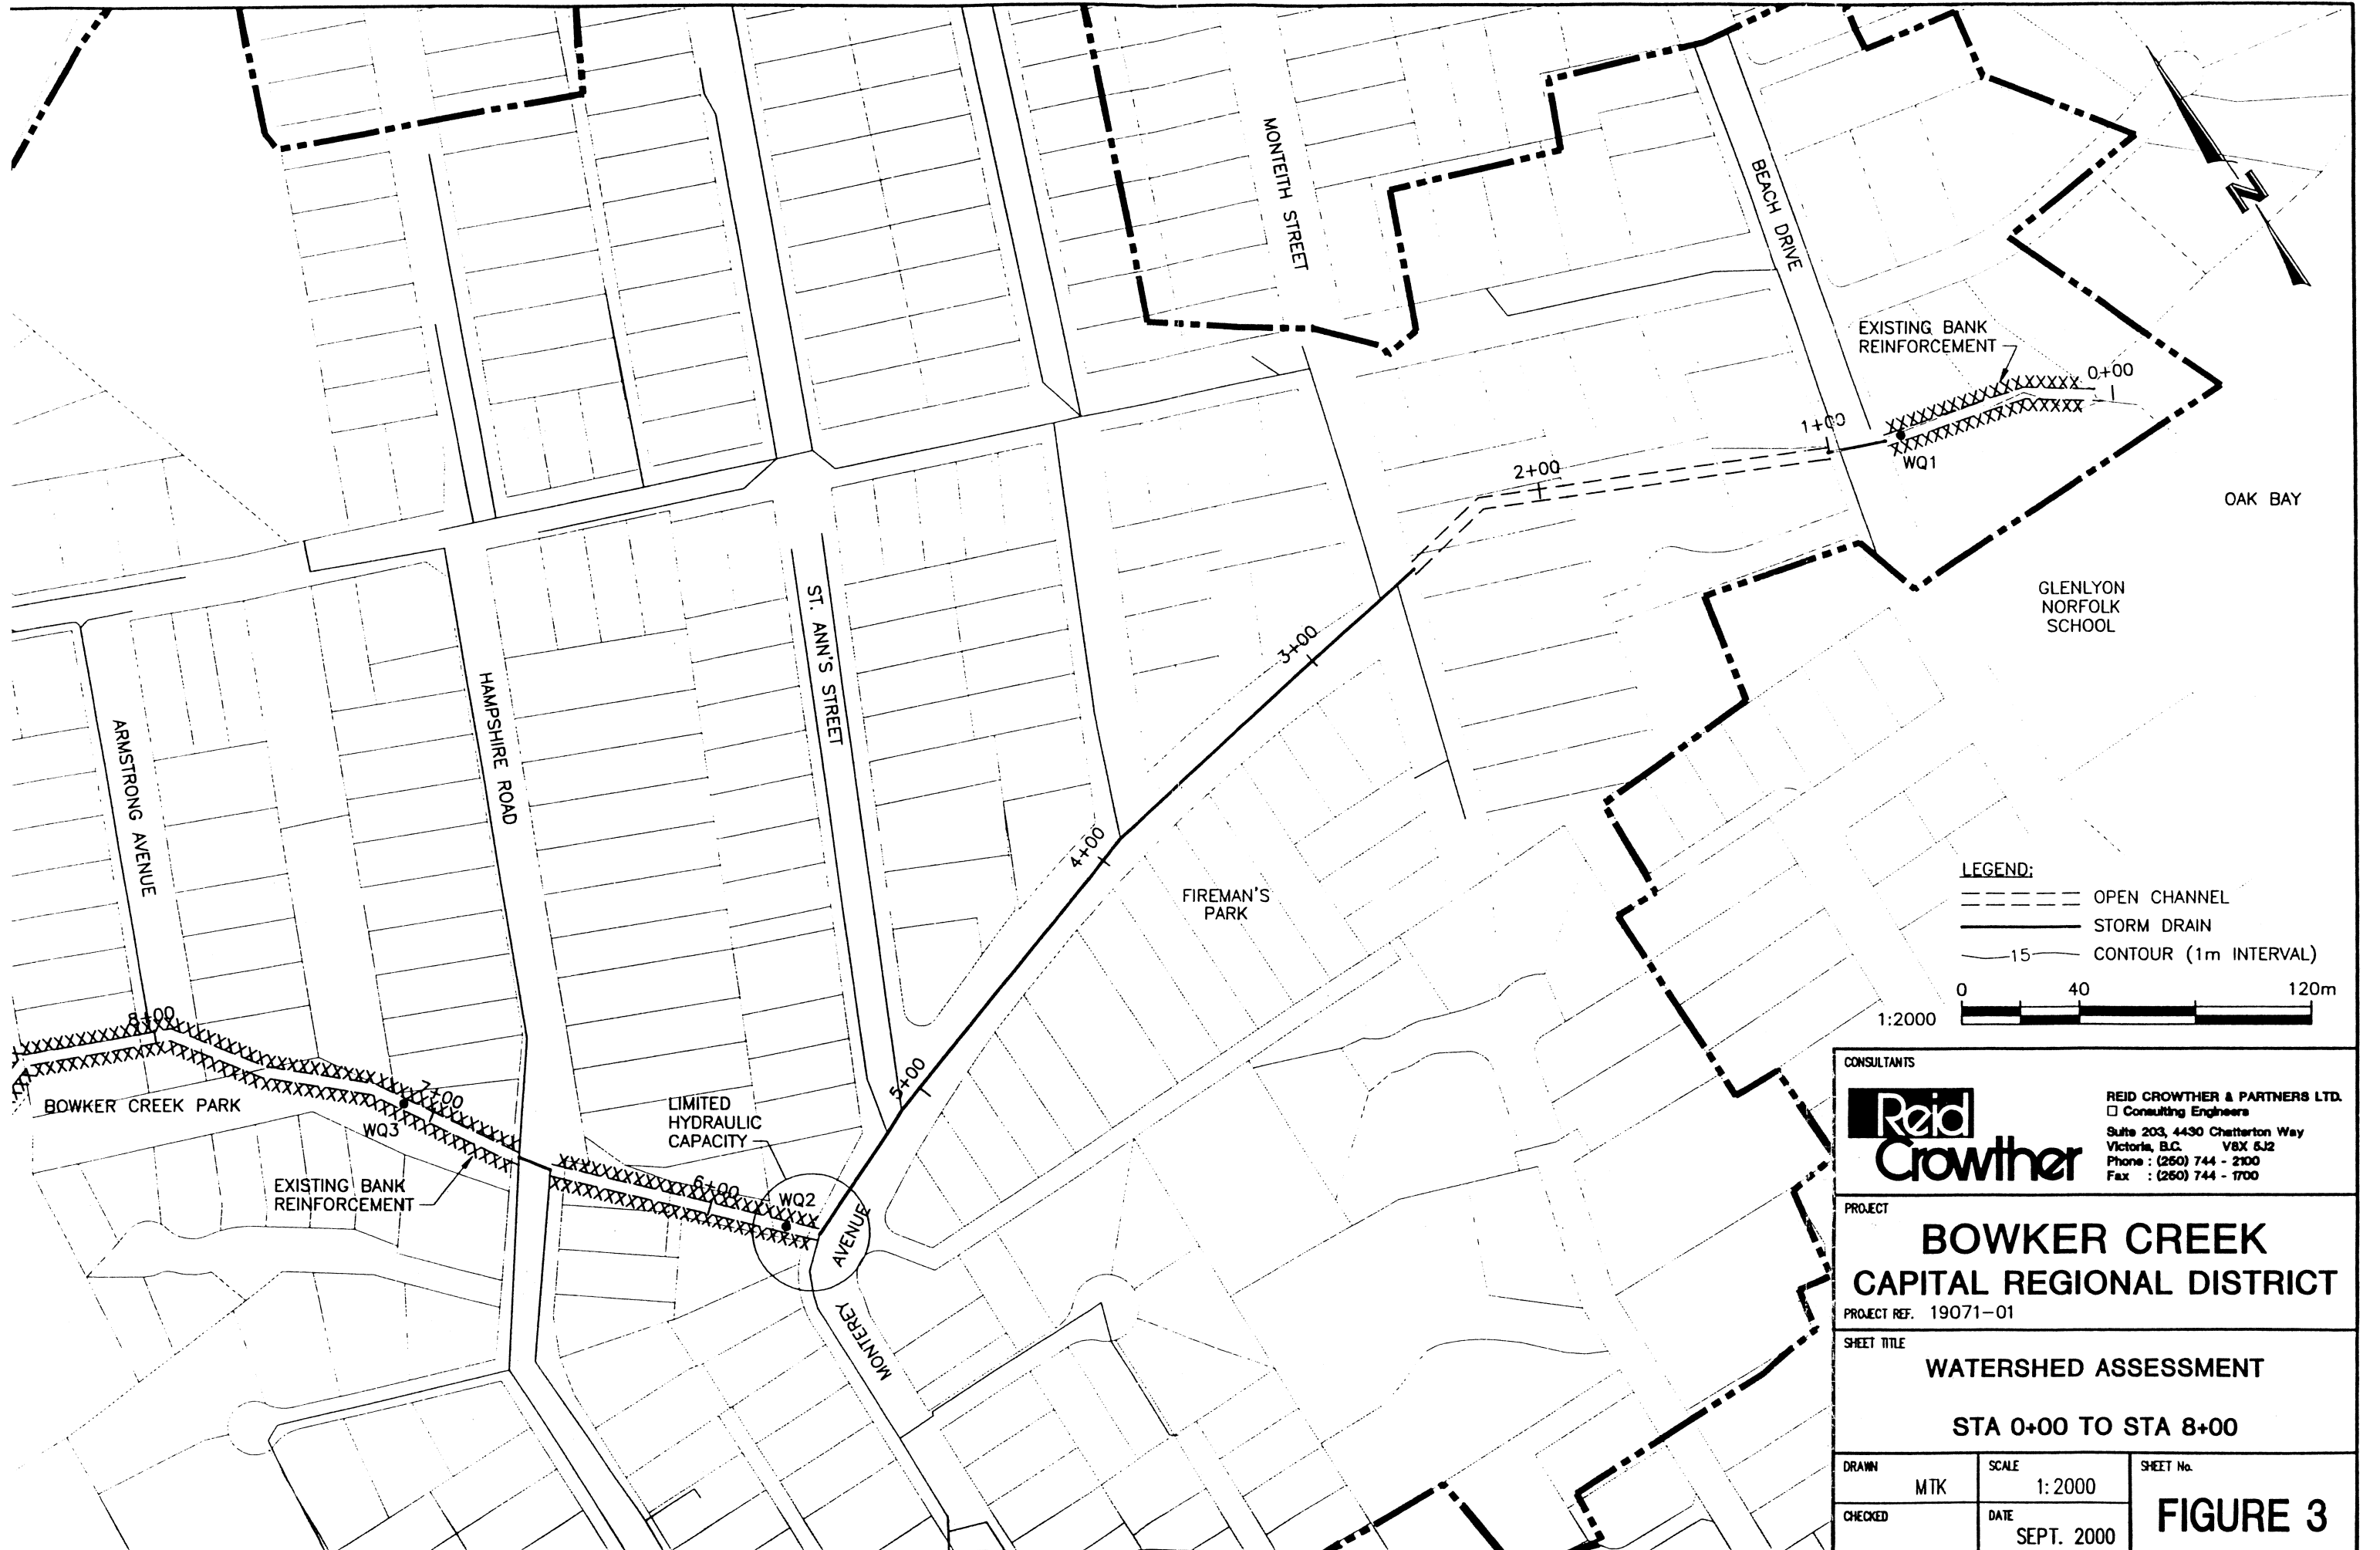 MONTEITH STREET
BEACH DRIVE
N
EXISTING BANK
REINFORCEMENT
0+00
1+00
WQ1
2+00
OAK BAY
GLENLYON
NORFOLK
SCHOOL
ST. ANN'S STREET
HAMPSHIRE ROAD
ARMSTRONG AVENUE
3+00
4+00
FIREMAN'S
PARK
5+00
LIMITED
HYDRAULIC
CAPACITY
6+00
WQ2
AVENUE
MONTEREY
8+00
7+00
BOWKER CREEK PARK
WQ3
EXISTING BANK
REINFORCEMENT
LEGEND:
OPEN CHANNEL
STORM DRAIN
15 CONTOUR (1m INTERVAL)
0 40 120m
1:2000
CONSULTANTS
Reid
Crowther
REID CROWTHER & PARTNERS LTD.
Consulting Engineers
Suite 203, 4430 Chatterton Way
Victoria, B.C. V8X 5J2
Phone : (250) 744 - 2100
Fax : (250) 744 - 1700
PROJECT
BOWKER CREEK
CAPITAL REGIONAL DISTRICT
PROJECT REF. 19071-01
SHEET TITLE
WATERSHED ASSESSMENT
STA 0+00 TO STA 8+00
DRAWN
MTK
SCALE
1:2000
SHEET No.
FIGURE 3
CHECKED
DATE
SEPT. 2000